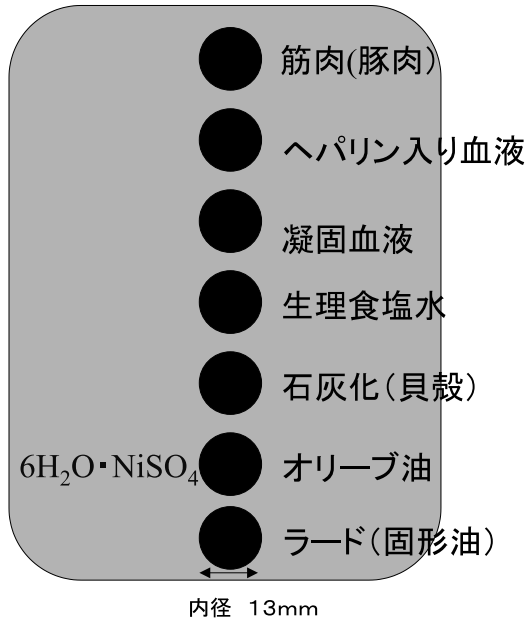 筋肉(豚肉)
ヘパリン入り血液
凝固血液
生理食塩水
石灰化(貝殻)
6H₂O・NiSO₄
オリーブ油
ラード(固形油)
内径 13mm